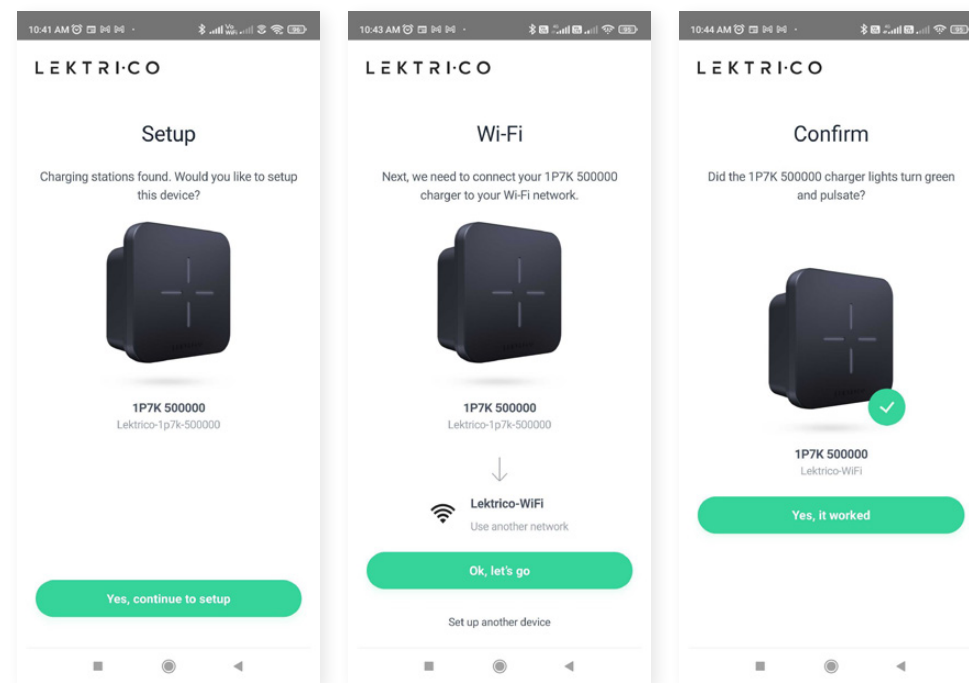 10:41 AM
LEKTRI·CO
Setup
Charging stations found. Would you like to setup
this device?
1P7K 500000
Lektrico-1p7k-500000
Yes, continue to setup
10:43 AM
LEKTRI·CO
Wi-Fi
Next, we need to connect your 1P7K 500000
charger to your Wi-Fi network.
1P7K 500000
Lektrico-1p7k-500000
Lektrico-WiFi
Use another network
Ok, let's go
Set up another device
10:44 AM
LEKTRI·CO
Confirm
Did the 1P7K 500000 charger lights turn green
and pulsate?
1P7K 500000
Lektrico-WiFi
Yes, it worked